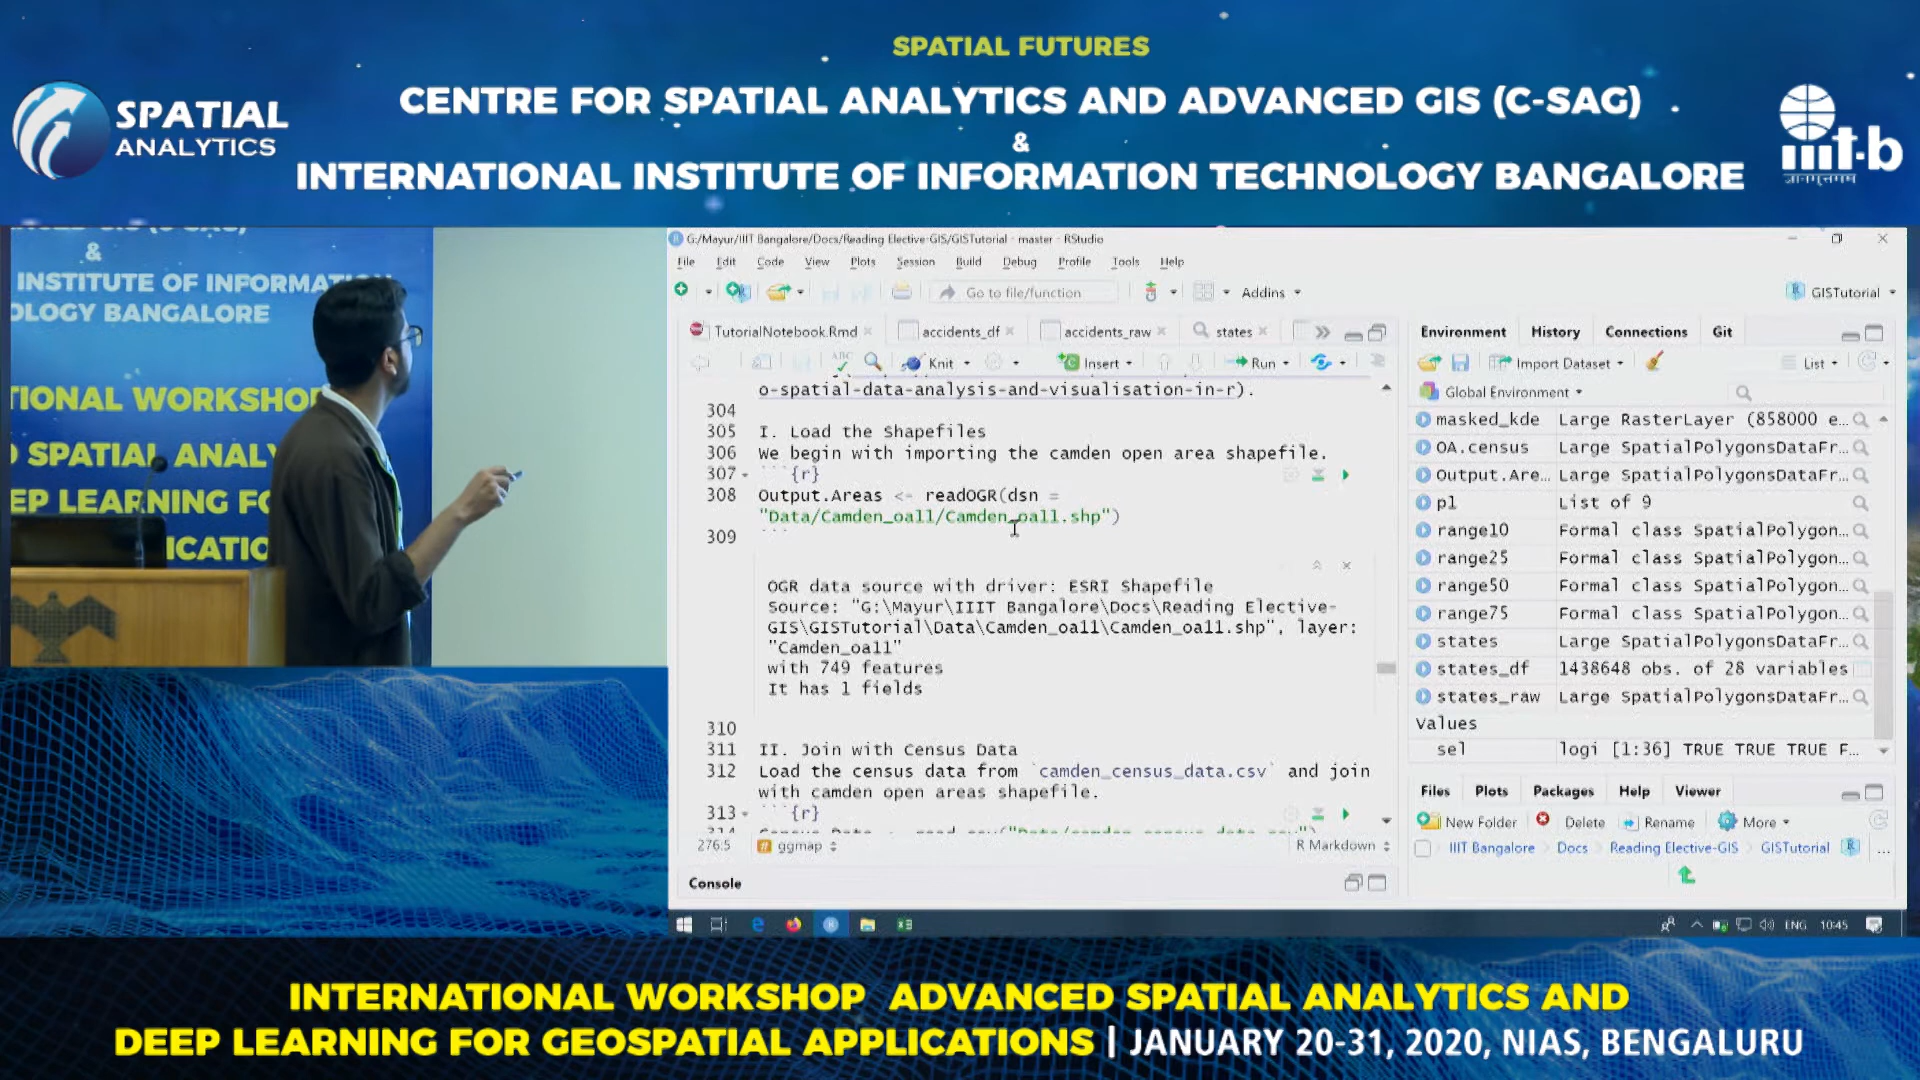 SPATIAL FUTURES
SPATIAL
ANALYTICS
CENTRE FOR SPATIAL ANALYTICS AND ADVANCED GIS (C-SAG)
&
INTERNATIONAL INSTITUTE OF INFORMATION TECHNOLOGY BANGALORE
iiit-b
&
INSTITUTE OF INFORMA
OLOGY BANGALORE
TIONAL WORKSHOP
SPATIAL ANALY
EEP LEARNING FO
ICATIO
G:/Mayur/IIIT Bangalore/Docs/Reading Elective-GIS/GISTutorial - master - RStudio
File Edit Code View Plots Session Build Debug Profile Tools Help
Go to file/function Addins GISTutorial
TutorialNotebook.Rmd accidents_df accidents_raw states
Knit Insert Run
o-spatial-data-analysis-and-visualisation-in-r).
304
305 I. Load the Shapefiles
306 We begin with importing the camden open area shapefile.
307 ```{r}
308 Output.Areas <- readOGR(dsn =
"Data/Camden_oa11/Camden_oa11.shp")
309 ```
OGR data source with driver: ESRI Shapefile
Source: "G:\Mayur\IIIT Bangalore\Docs\Reading Elective-
GIS\GISTutorial\Data\Camden_oa11\Camden_oa11.shp", layer:
"Camden_oa11"
with 749 features
It has 1 fields
310
311 II. Join with Census Data
312 Load the census data from `camden_census_data.csv` and join
with camden open areas shapefile.
313 ```{r}
276:5 ggmap R Markdown
Console
Environment History Connections Git
Import Dataset List
Global Environment
masked_kde Large RasterLayer (858000 e...
OA.census Large SpatialPolygonsDataFr...
Output.Are... Large SpatialPolygonsDataFr...
pl List of 9
range10 Formal class SpatialPolygon...
range25 Formal class SpatialPolygon...
range50 Formal class SpatialPolygon...
range75 Formal class SpatialPolygon...
states Large SpatialPolygonsDataFr...
states_df 1438648 obs. of 28 variables
states_raw Large SpatialPolygonsDataFr...
Values
sel logi [1:36] TRUE TRUE TRUE F...
Files Plots Packages Help Viewer
New Folder Delete Rename More
IIIT Bangalore Docs Reading Elective-GIS GISTutorial ...
ENG 10:45
INTERNATIONAL WORKSHOP ADVANCED SPATIAL ANALYTICS AND
DEEP LEARNING FOR GEOSPATIAL APPLICATIONS | JANUARY 20-31, 2020, NIAS, BENGALURU